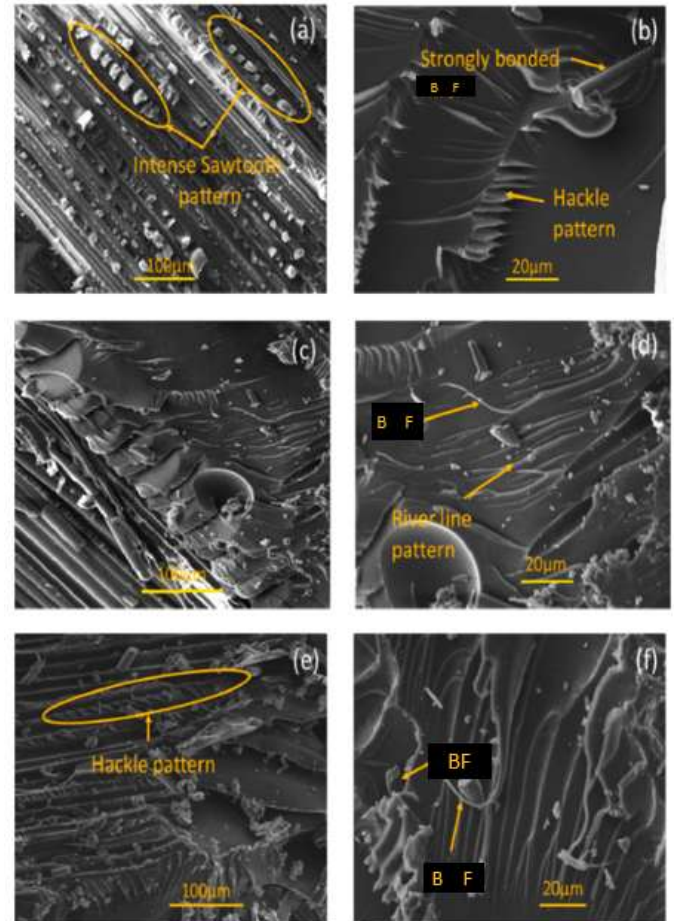 (a)
Intense Sawtooth
pattern
100µm
(b)
Strongly bonded
B F
Hackle
pattern
20µm
(c)
100µm
(d)
B F
River line
pattern
20µm
(e)
Hackle pattern
100µm
(f)
BF
B F
20µm